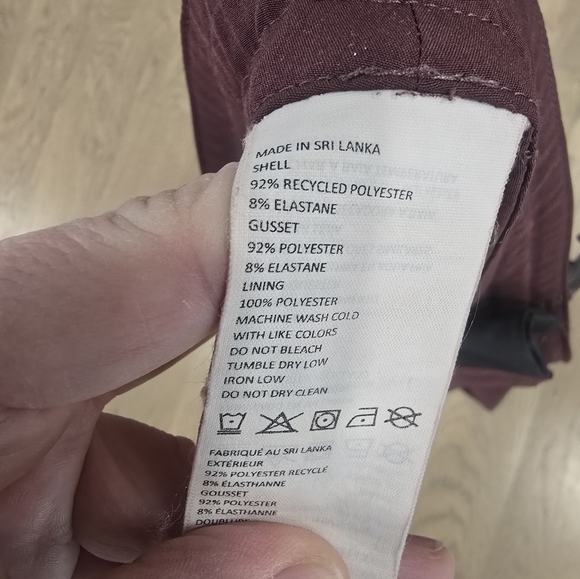 MADE IN SRI LANKA
SHELL
92% RECYCLED POLYESTER
8% ELASTANE
GUSSET
92% POLYESTER
8% ELASTANE
LINING
100% POLYESTER
MACHINE WASH COLD
WITH LIKE COLORS
DO NOT BLEACH
TUMBLE DRY LOW
IRON LOW
DO NOT DRY CLEAN
FABRIQUÉ AU SRI LANKA
EXTÉRIEUR
92% POLYESTER RECYCLÉ
8% ÉLASTHANNE
GOUSSET
92% POLYESTER
8% ÉLASTHANNE
DOUBLURE